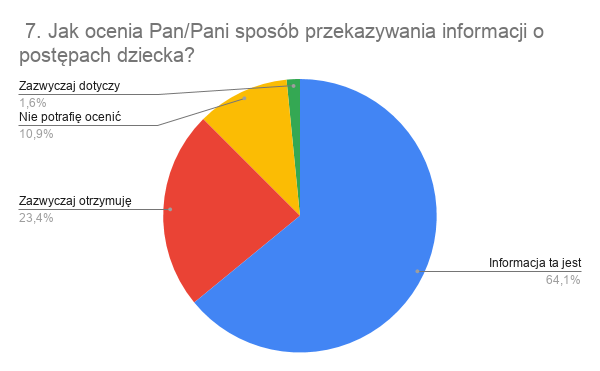 7. Jak ocenia Pan/Pani sposób przekazywania informacji o
postępach dziecka?
Zazwyczaj dotyczy
1,6%
Nie potrafię ocenić
10,9%
Zazwyczaj otrzymuję
23,4%
Informacja ta jest
64,1%